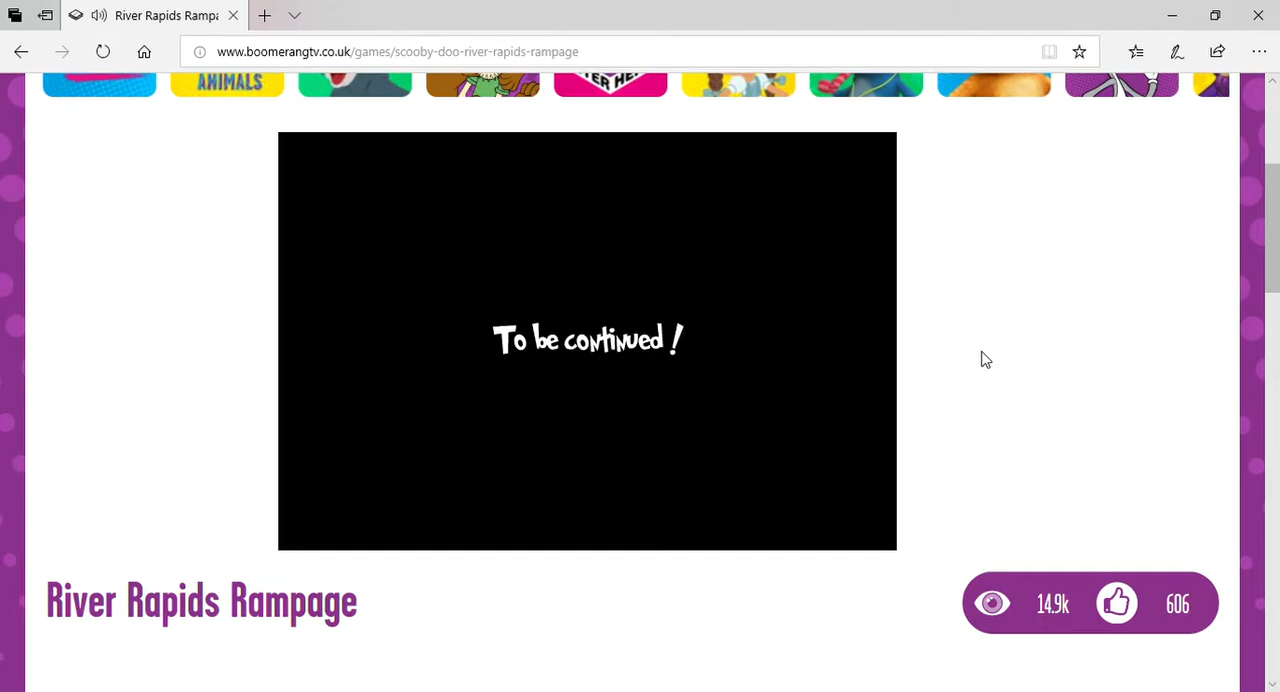 River Rapids Rampa
www.boomerangtv.co.uk/games/scooby-doo-river-rapids-rampage
ANIMALS
To be continued !
River Rapids Rampage
14.9k
606